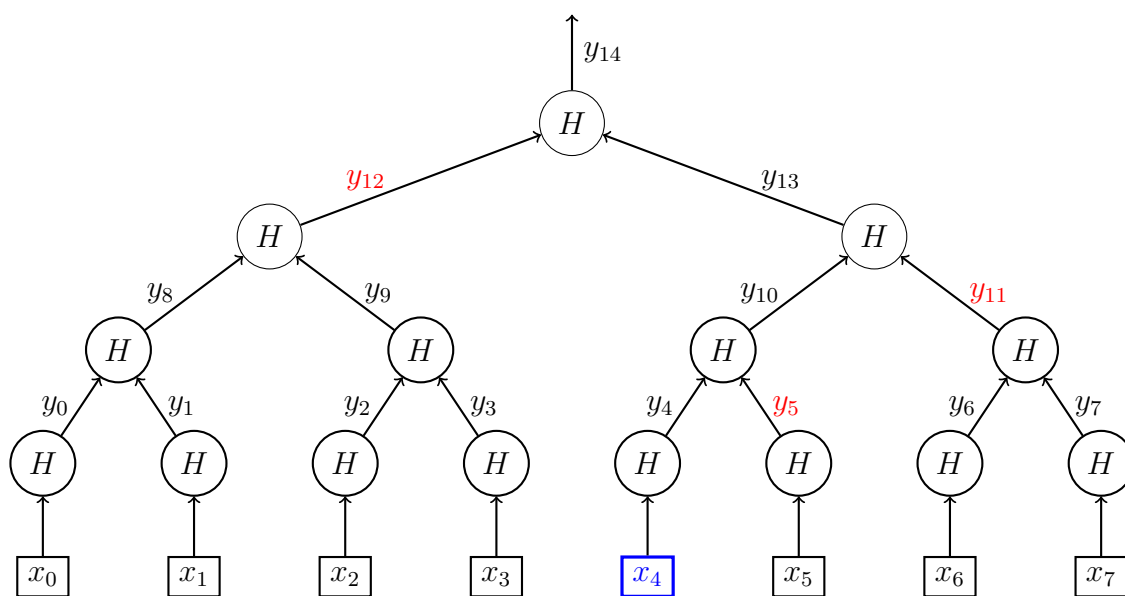 y₁₄
H
y₁₂ y₁₃
H H
y₈ y₉ y₁₀ y₁₁
H H H H
y₀ y₁ y₂ y₃ y₄ y₅ y₆ y₇
H H H H H H H H
x₀ x₁ x₂ x₃ x₄ x₅ x₆ x₇